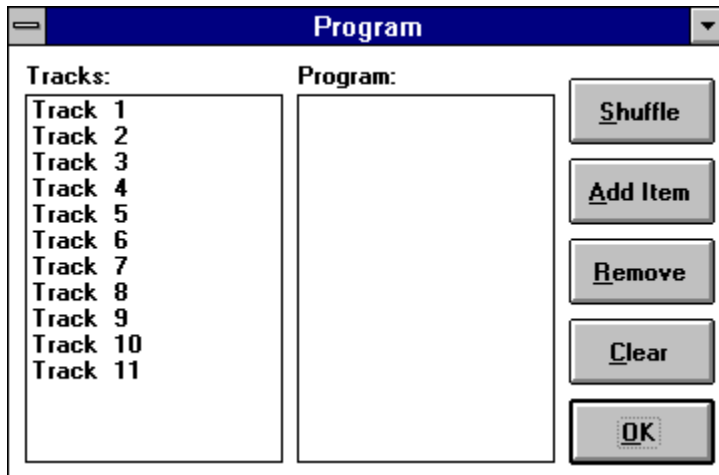 Program
Tracks:
Track 1
Track 2
Track 3
Track 4
Track 5
Track 6
Track 7
Track 8
Track 9
Track 10
Track 11
Program:
Shuffle
Add Item
Remove
Clear
OK